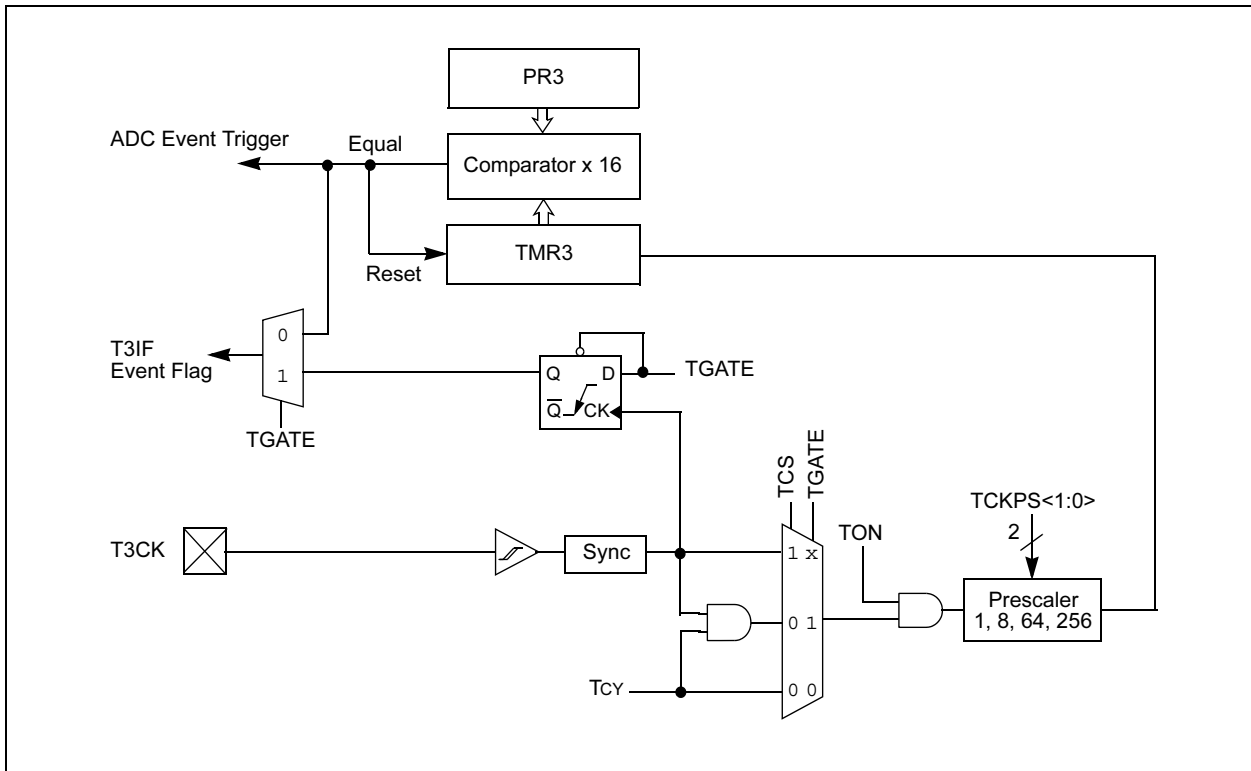 PR3
ADC Event Trigger
Equal
Comparator x 16
TMR3
Reset
0
T3IF
Event Flag
1
TGATE
Q
D
TGATE
Q̅
CK
TCS
TGATE
TCKPS<1:0>
2
T3CK
Sync
1 x
TON
Prescaler
1, 8, 64, 256
0 1
TCY
0 0